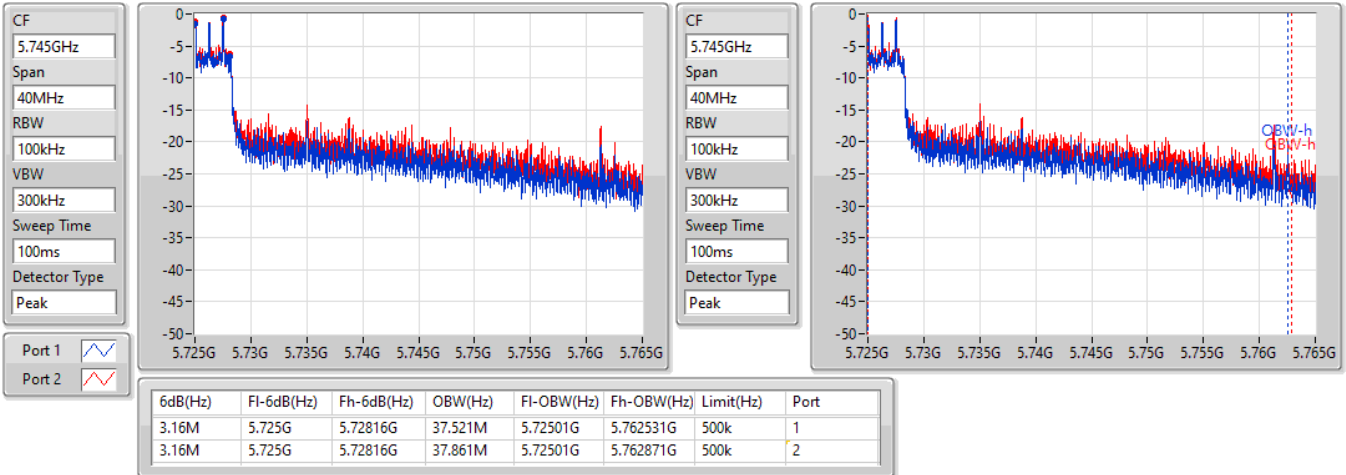 CF
5.745GHz
Span
40MHz
RBW
100kHz
VBW
300kHz
Sweep Time
100ms
Detector Type
Peak
Port 1
Port 2
0-
-5-
-10-
-15-
-20-
-25-
-30-
-35-
-40-
-45-
-50-
5.725G 5.73G 5.735G 5.74G 5.745G 5.75G 5.755G 5.76G 5.765G
CF
5.745GHz
Span
40MHz
RBW
100kHz
VBW
300kHz
Sweep Time
100ms
Detector Type
Peak
0-
-5-
-10-
-15-
-20-
-25-
-30-
-35-
-40-
-45-
-50-
OBW-h
OBW-h
5.725G 5.73G 5.735G 5.74G 5.745G 5.75G 5.755G 5.76G 5.765G
6dB(Hz) Fl-6dB(Hz) Fh-6dB(Hz) OBW(Hz) Fl-OBW(Hz) Fh-OBW(Hz) Limit(Hz) Port
3.16M 5.725G 5.72816G 37.521M 5.72501G 5.762531G 500k 1
3.16M 5.725G 5.72816G 37.861M 5.72501G 5.762871G 500k 2